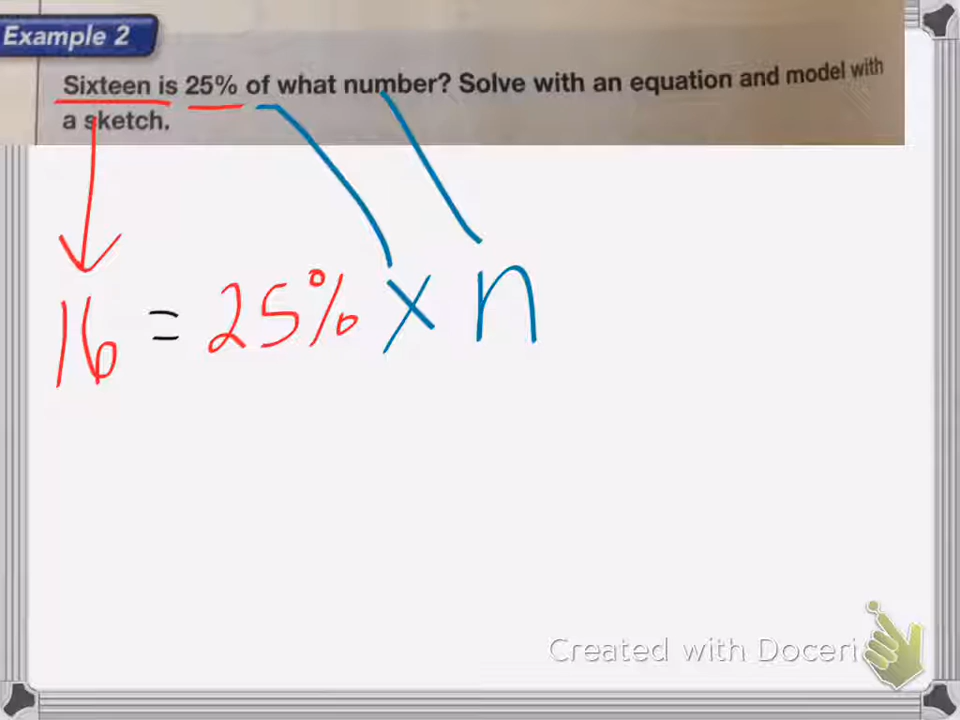 Example 2
Sixteen is 25% of what number? Solve with an equation and model with
a sketch.
16 = 25% × n
Created with Doceri